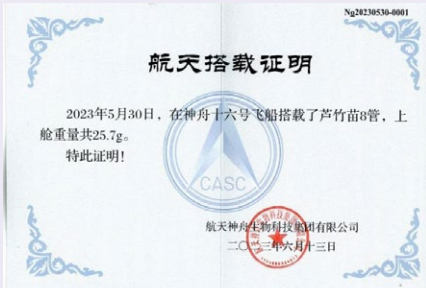 No20230530-0001
航天搭载证明
2023年5月30日，在神舟十六号飞船搭载了芦竹苗8管，上
舱重量共25.7g。
特此证明！
CASC
航天神舟生物科技集团有限公司
二〇二三年六月十三日